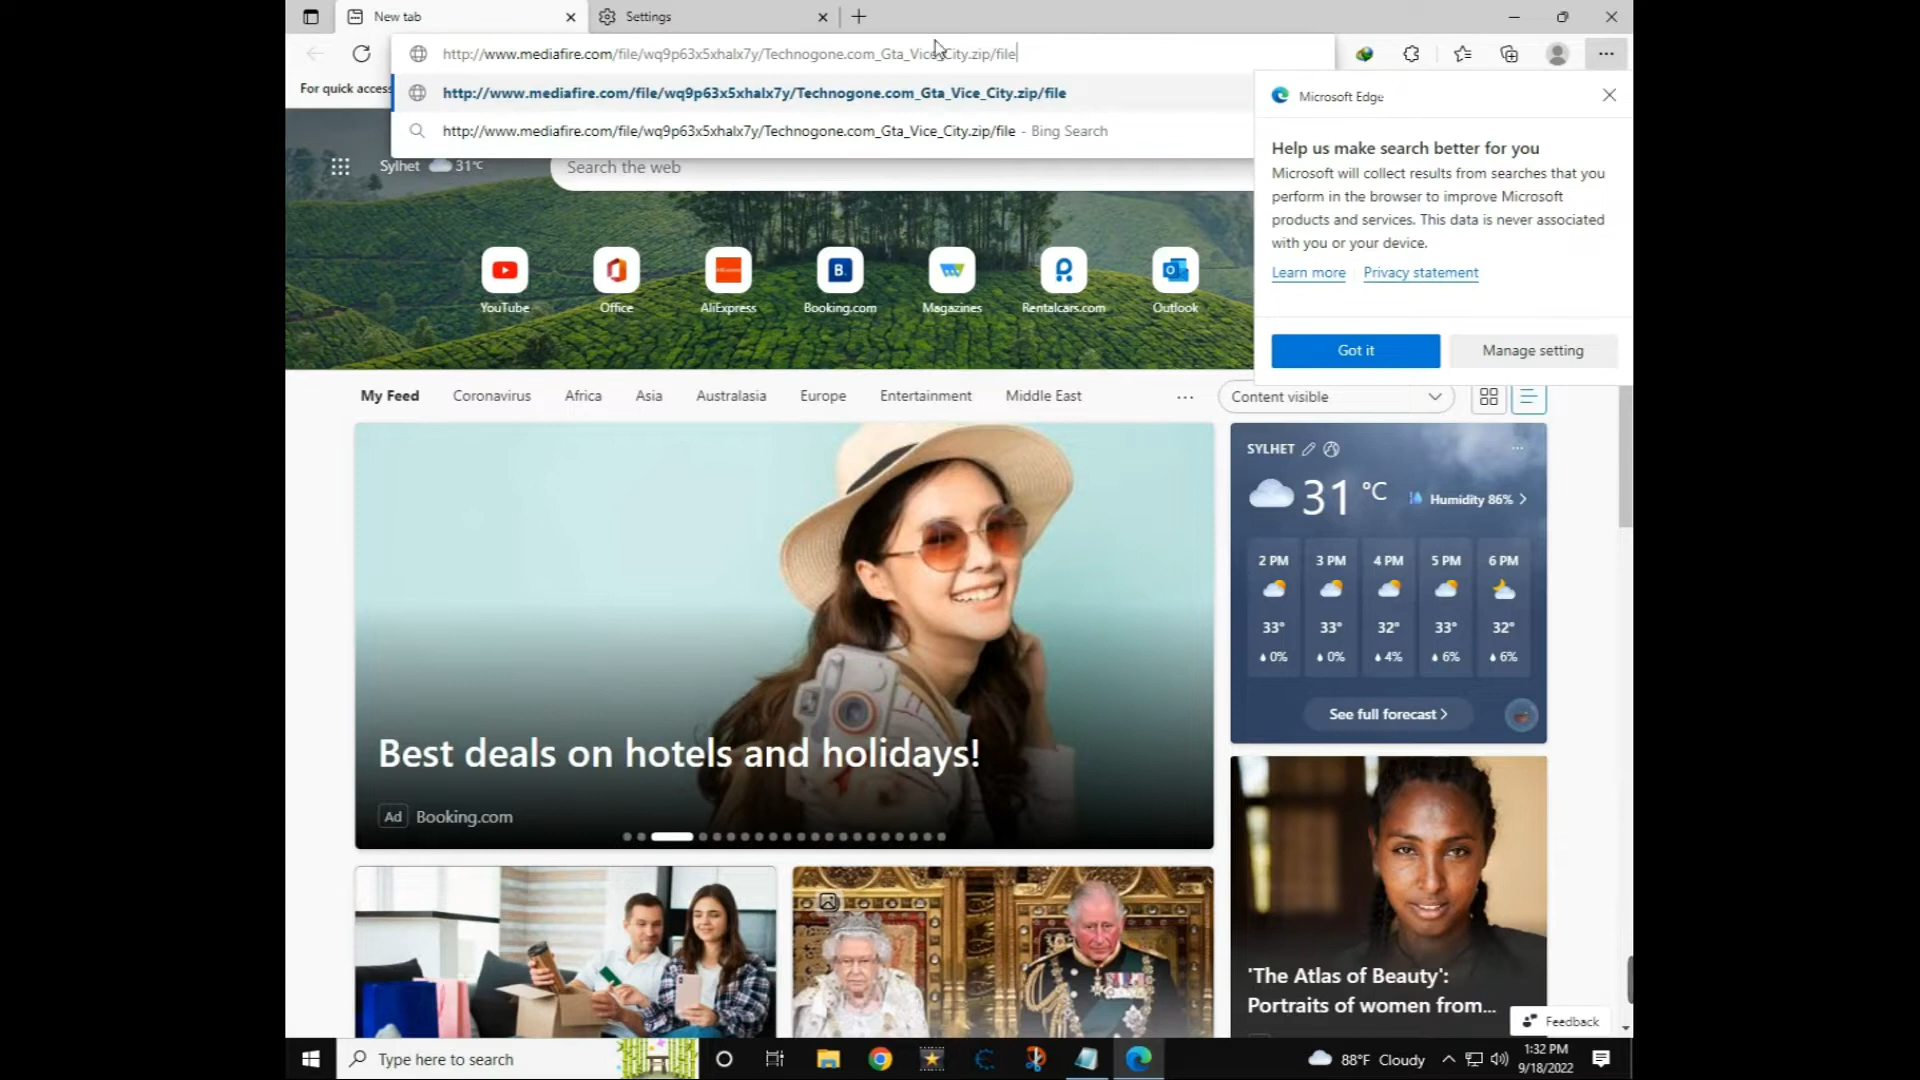 New tab
Settings
http://www.mediafire.com/file/wq9p63x5xhalx7y/Technogone.com_Gta_Vice_City.zip/file
For quick access
http://www.mediafire.com/file/wq9p63x5xhalx7y/Technogone.com_Gta_Vice_City.zip/file
http://www.mediafire.com/file/wq9p63x5xhalx7y/Technogone.com_Gta_Vice_City.zip/file - Bing Search
Microsoft Edge
Help us make search better for you
Microsoft will collect results from searches that you
perform in the browser to improve Microsoft
products and services. This data is never associated
with you or your device.
Learn more
Privacy statement
Got it
Manage setting
Sylhet 31°C
Search the web
YouTube
Office
AliExpress
Booking.com
Magazines
Rentalcars.com
Outlook
My Feed
Coronavirus
Africa
Asia
Australasia
Europe
Entertainment
Middle East
Content visible
Best deals on hotels and holidays!
Ad Booking.com
SYLHET
31 °C
Humidity 86%
2 PM 3 PM 4 PM 5 PM 6 PM
33° 33° 32° 33° 32°
0% 0% 4% 6% 6%
See full forecast
'The Atlas of Beauty':
Portraits of women from...
Feedback
Type here to search
88°F Cloudy
1:32 PM
9/18/2022